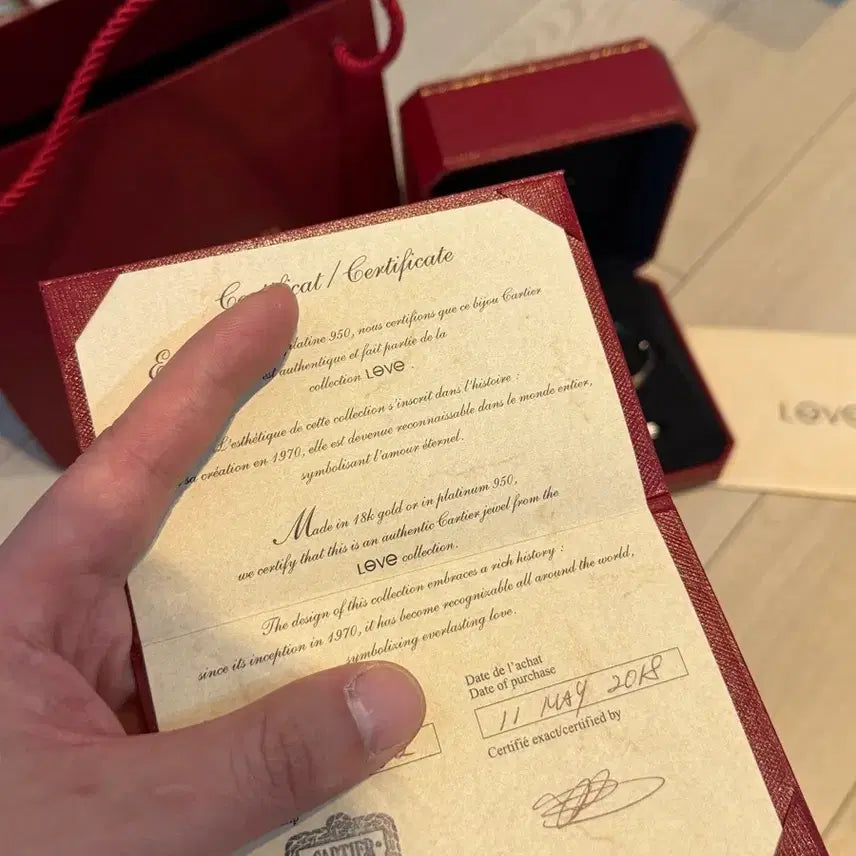 Certificat / Certificate
platine 950, nous certifions que ce bijou Cartier
est authentique et fait partie de la
collection LOVE .
L'esthétique de cette collection s'inscrit dans l'histoire :
sa création en 1970, elle est devenue reconnaissable dans le monde entier,
symbolisant l'amour éternel.
Made in 18k gold or in platinum 950,
we certify that this is an authentic Cartier jewel from the
LOVE collection.
The design of this collection embraces a rich history :
since its inception in 1970, it has become recognizable all around the world,
symbolizing everlasting love.
Date de l'achat
Date of purchase
11 MAY 2018
Certifié exact/certified by
CARTIER
LOVE